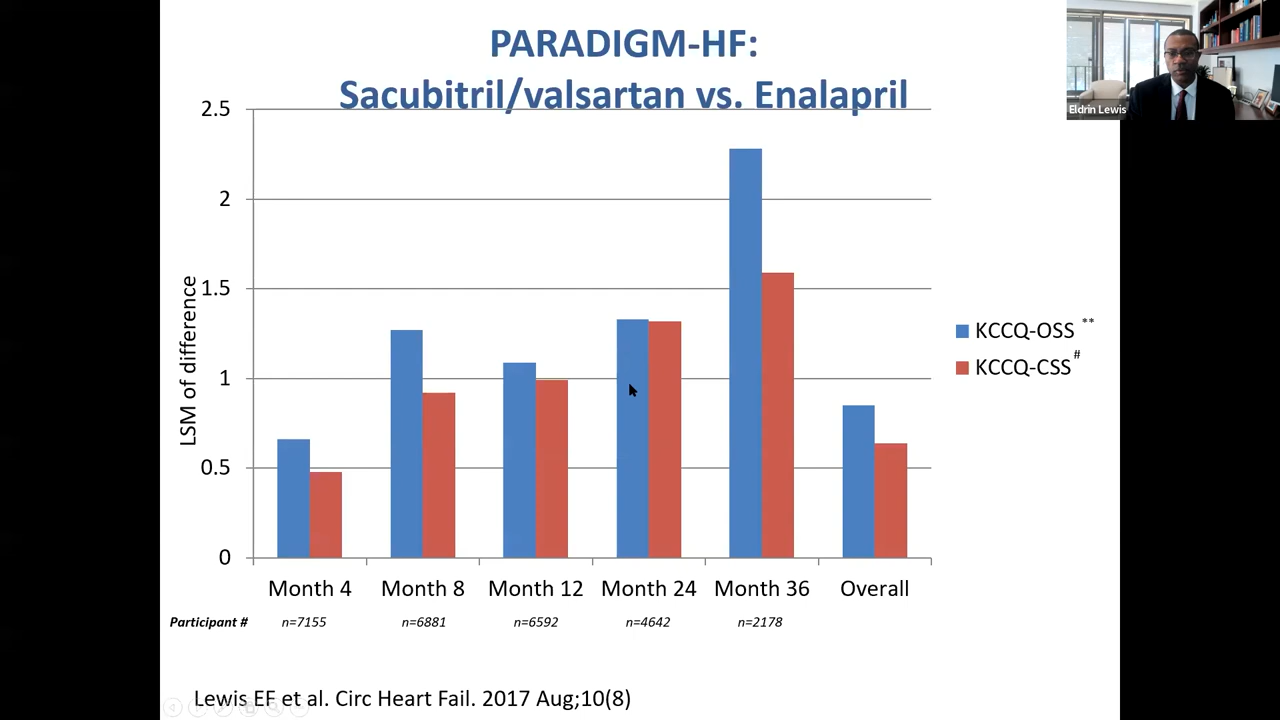 PARADIGM-HF:
Sacubitril/valsartan vs. Enalapril
Eldrin Lewis
LSM of difference
2.5
2
1.5
1
0.5
0
KCCQ-OSS **
KCCQ-CSS #
Month 4 Month 8 Month 12 Month 24 Month 36 Overall
Participant # n=7155 n=6881 n=6592 n=4642 n=2178
Lewis EF et al. Circ Heart Fail. 2017 Aug;10(8)